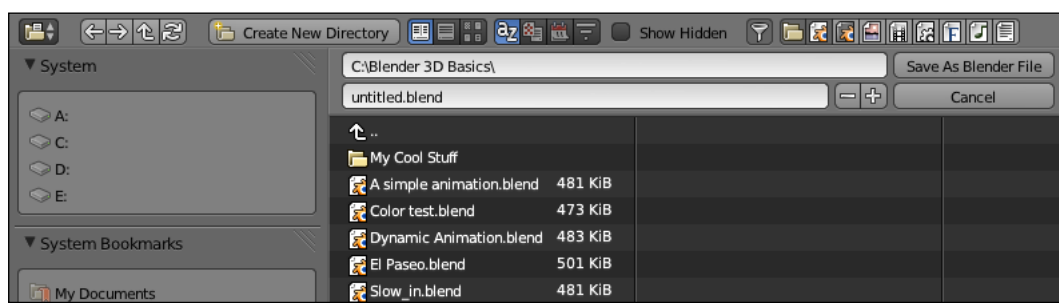 Create New Directory
Show Hidden
System
A:
C:
D:
E:
System Bookmarks
My Documents
C:\Blender 3D Basics\
Save As Blender File
untitled.blend
Cancel
..
My Cool Stuff
A simple animation.blend 481 KiB
Color test.blend 473 KiB
Dynamic Animation.blend 483 KiB
El Paseo.blend 501 KiB
Slow_in.blend 481 KiB